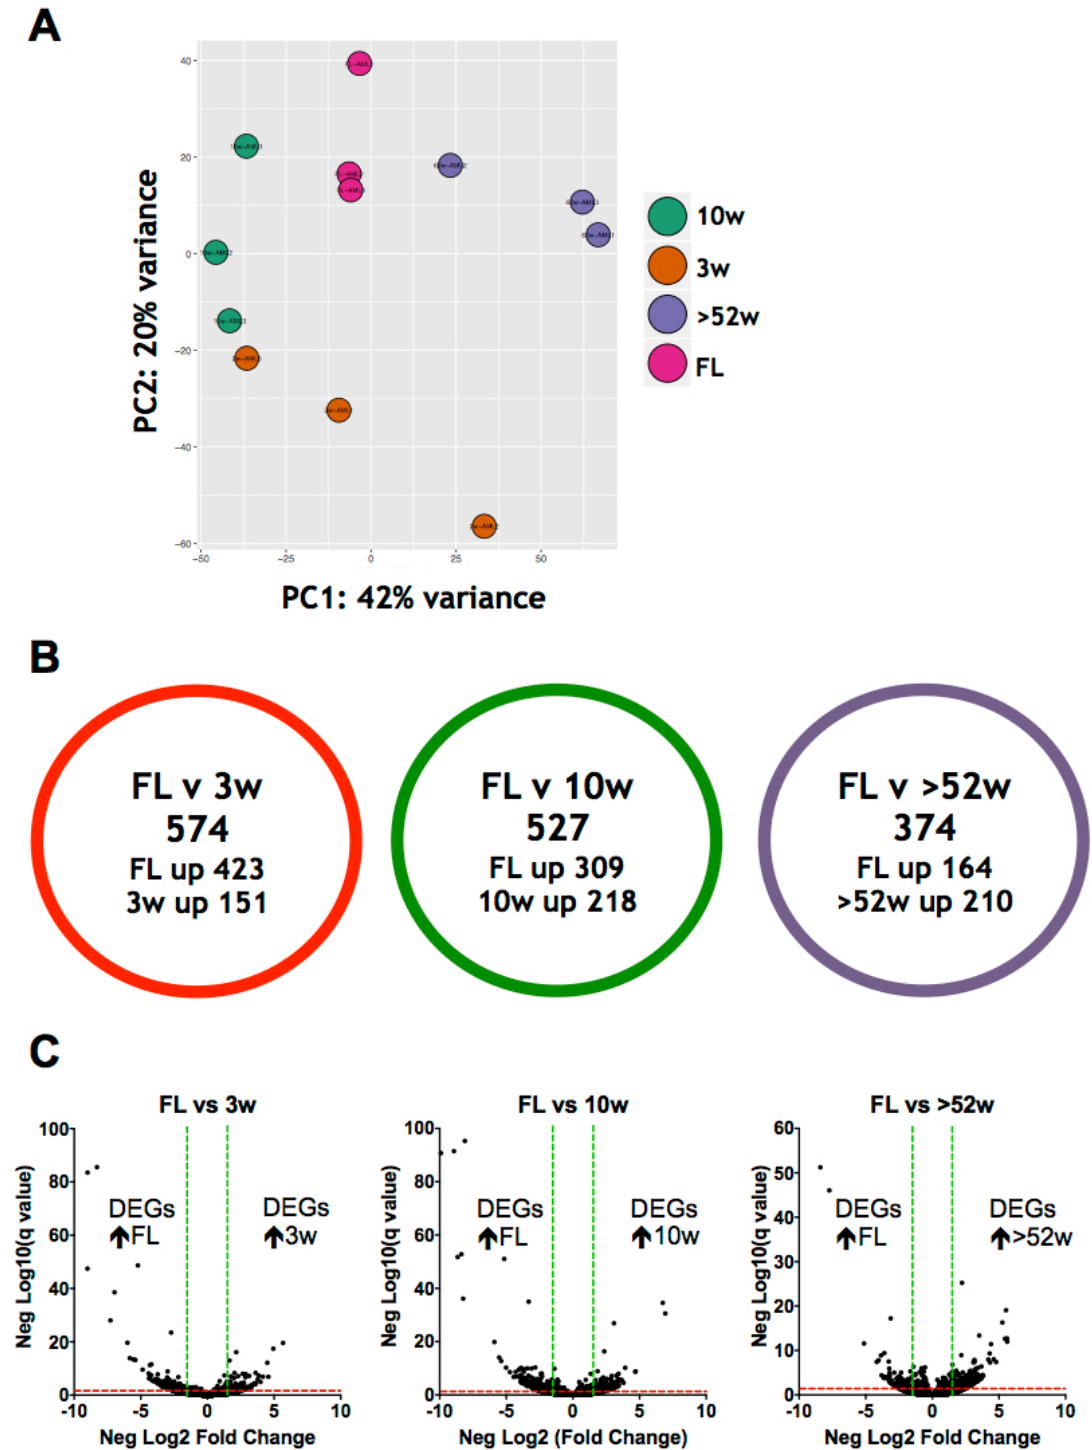 A
40
20
0
−20
−40
−60
−50
−25
0
25
50
PC2: 20% variance
PC1: 42% variance
10w
3w
>52w
FL
B
FL v 3w
574
FL up 423
3w up 151
FL v 10w
527
FL up 309
10w up 218
FL v >52w
374
FL up 164
>52w up 210
C
FL vs 3w
Neg Log10(q value)
100
80
60
40
20
0
DEGs
FL
DEGs
3w
-10
-5
0
5
10
Neg Log2 Fold Change
FL vs 10w
Neg Log10(q value)
100
80
60
40
20
0
DEGs
FL
DEGs
10w
-10
-5
0
5
10
Neg Log2 (Fold Change)
FL vs >52w
Neg Log10(q value)
60
50
40
30
20
10
0
DEGs
FL
DEGs
>52w
-10
-5
0
5
10
Neg Log2 Fold Change